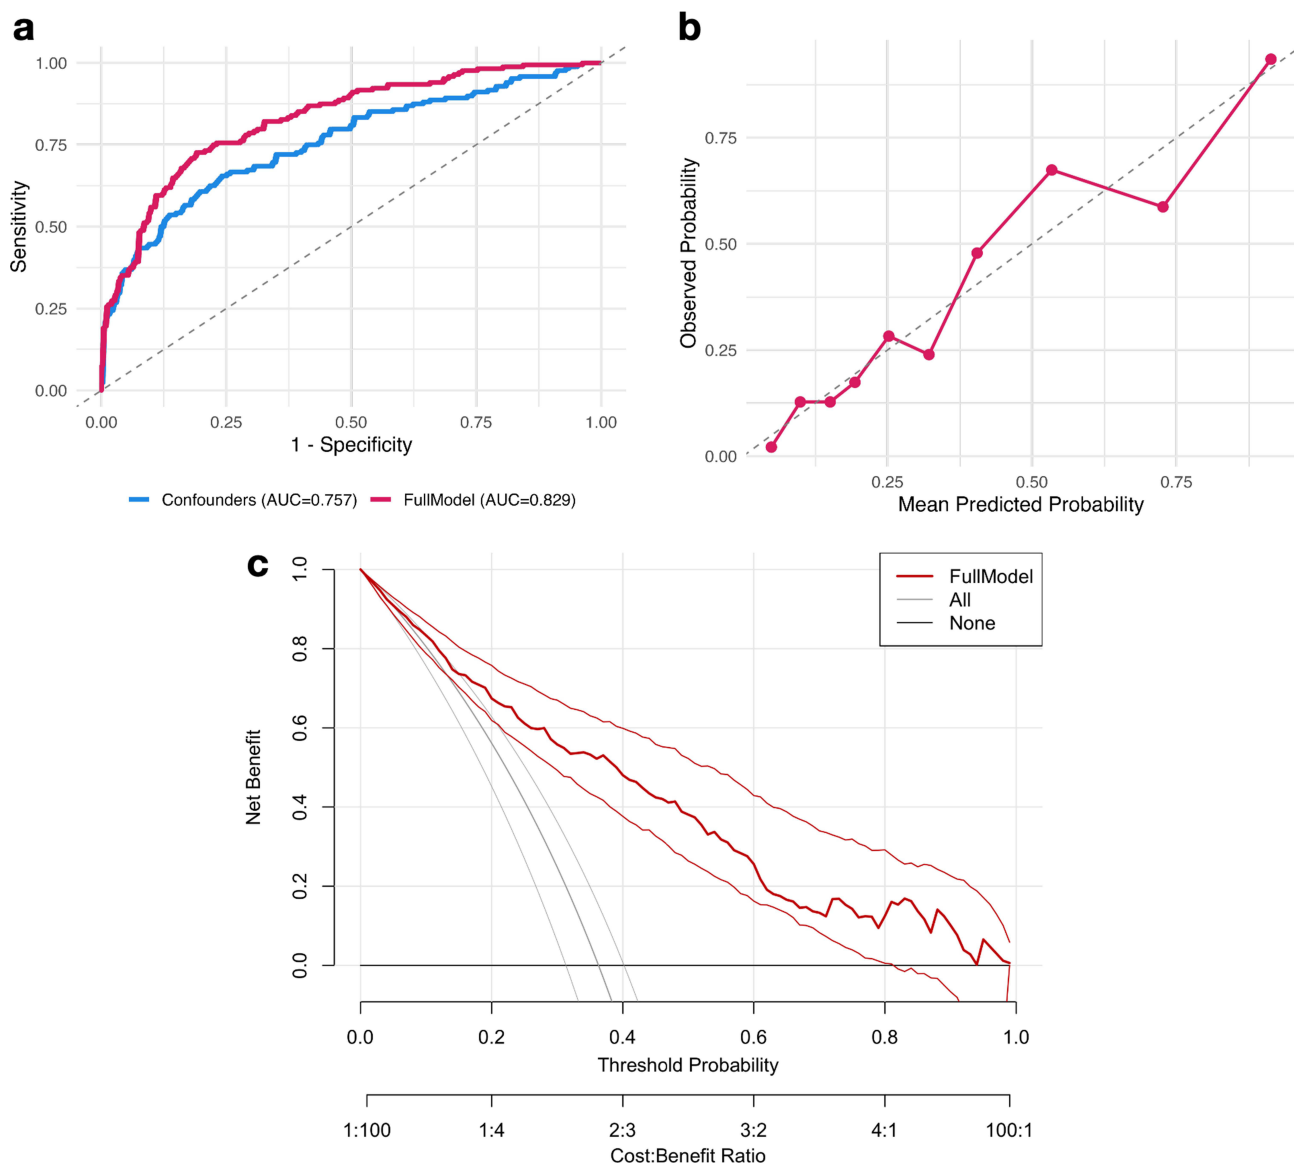 a
1.00
0.75
0.50
0.25
0.00
Sensitivity
0.00 0.25 0.50 0.75 1.00
1 - Specificity
Confounders (AUC=0.757) FullModel (AUC=0.829)
b
0.75
0.50
0.25
0.00
Observed Probability
0.25 0.50 0.75
Mean Predicted Probability
c
1.0
0.8
0.6
0.4
0.2
0.0
Net Benefit
FullModel
All
None
0.0 0.2 0.4 0.6 0.8 1.0
Threshold Probability
1:100 1:4 2:3 3:2 4:1 100:1
Cost:Benefit Ratio